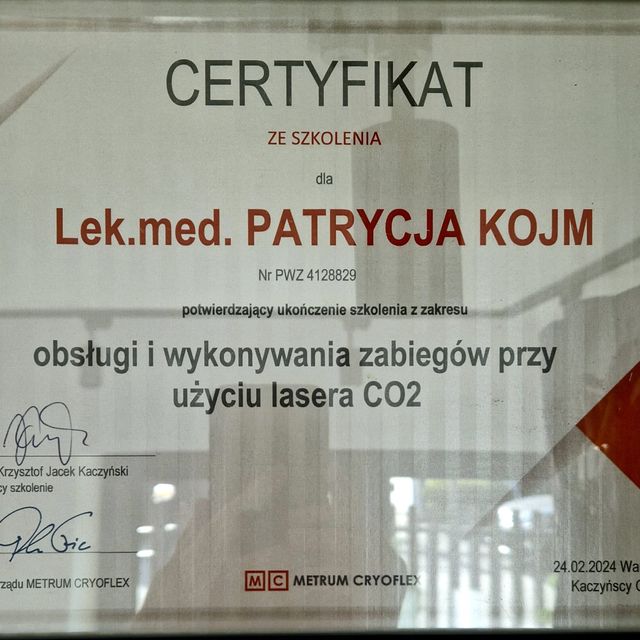 CERTYFIKAT
ZE SZKOLENIA
dla
Lek.med. PATRYCJA KOJM
Nr PWZ 4128829
potwierdzający ukończenie szkolenia z zakresu
obsługi i wykonywania zabiegów przy
użyciu lasera CO2
Krzysztof Jacek Kaczyński
cy szkolenie
rządu METRUM CRYOFLEX
MC METRUM CRYOFLEX
24.02.2024 Wa
Kaczyńscy